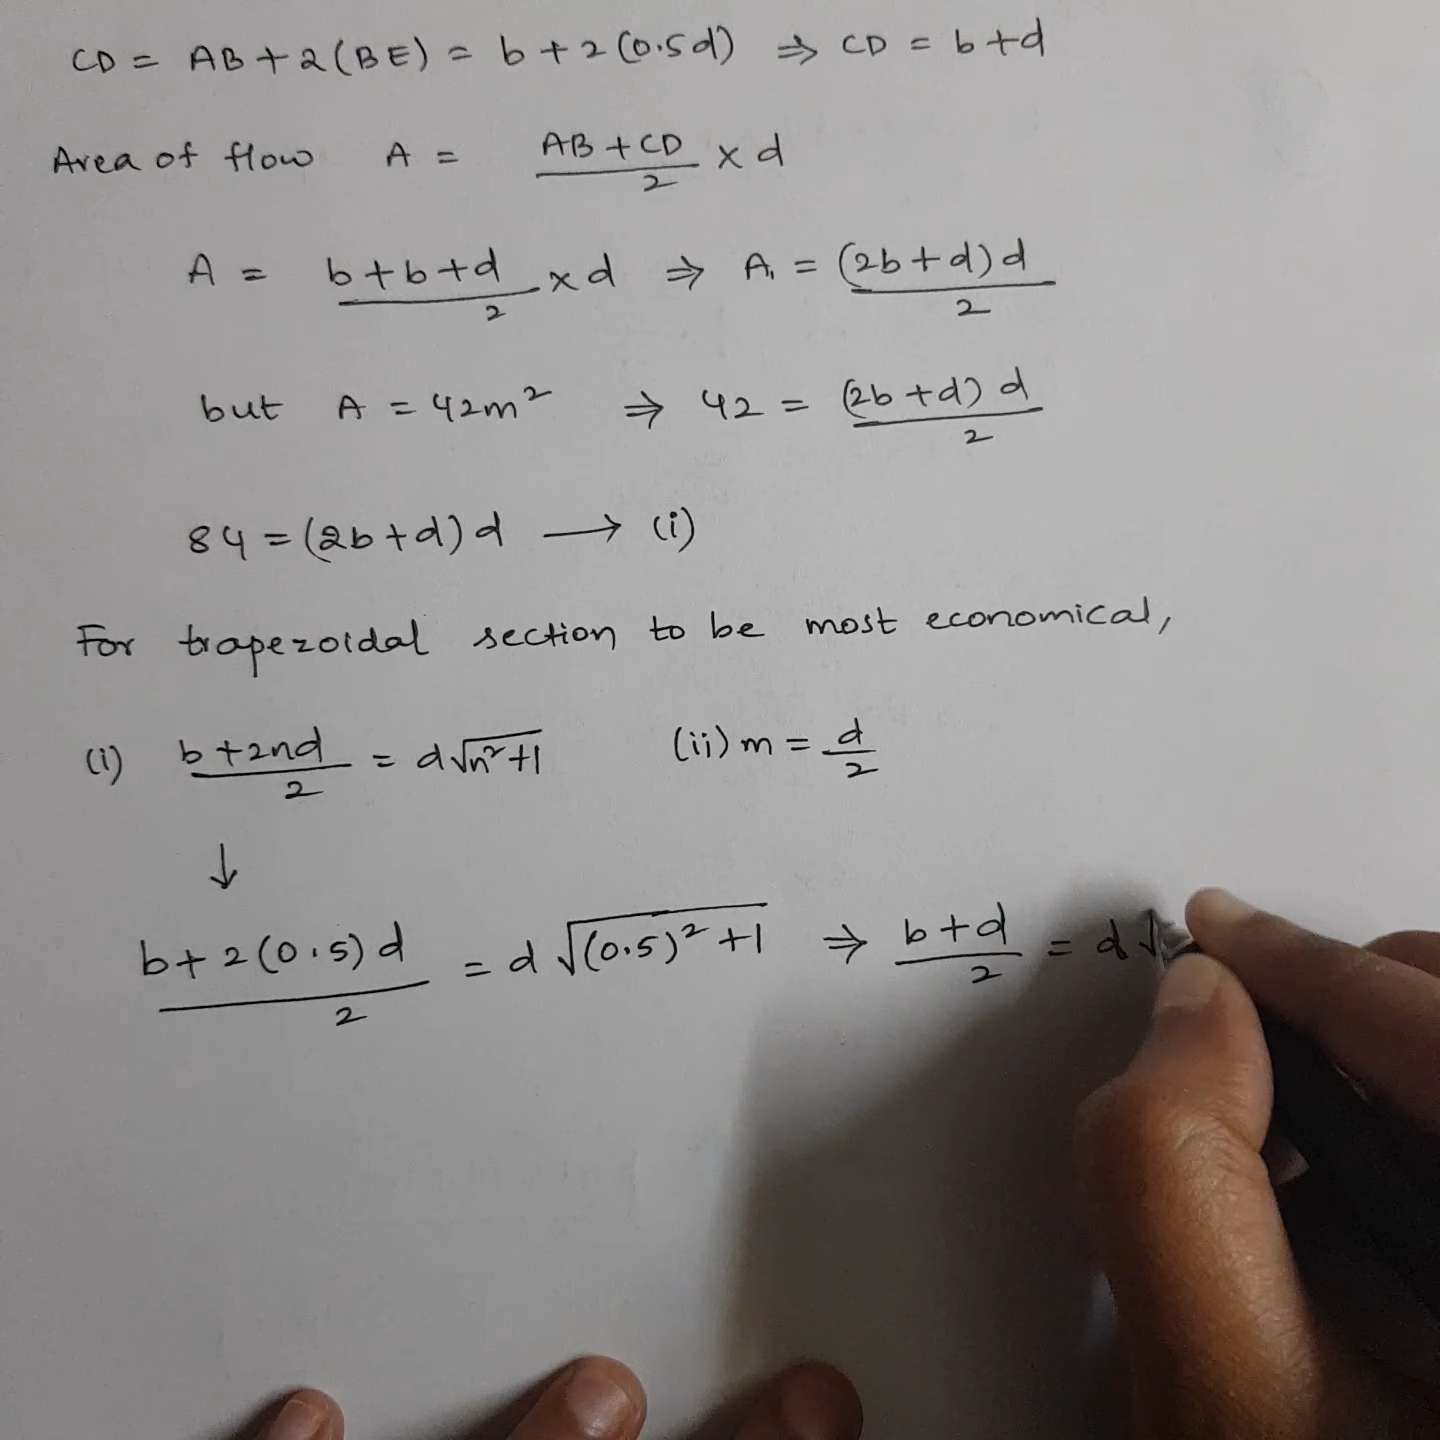 CD = AB + 2(BE) = b + 2(0.5d) ⇒ CD = b + d
Area of flow A = (AB + CD)/2 × d
A = (b + b + d)/2 × d ⇒ A = (2b + d)d/2
but A = 42m² ⇒ 42 = (2b + d)d/2
84 = (2b + d)d ⟶ (i)
For trapezoidal section to be most economical,
(i) (b + 2nd)/2 = d√(n² + 1) (ii) m = d/2
↓
(b + 2(0.5)d)/2 = d√((0.5)² + 1) ⇒ (b + d)/2 = d√